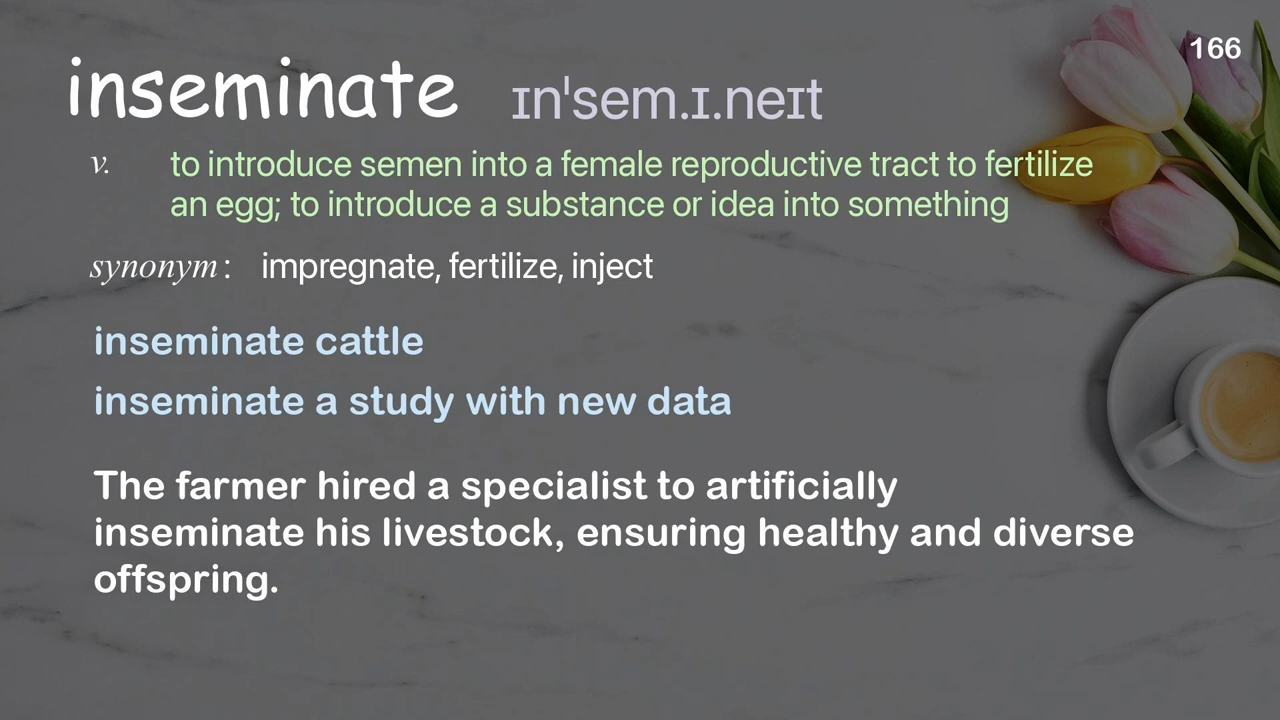 166
inseminate ɪn'sem.ɪ.neɪt
v. to introduce semen into a female reproductive tract to fertilize
an egg; to introduce a substance or idea into something
synonym: impregnate, fertilize, inject
inseminate cattle
inseminate a study with new data
The farmer hired a specialist to artificially
inseminate his livestock, ensuring healthy and diverse
offspring.